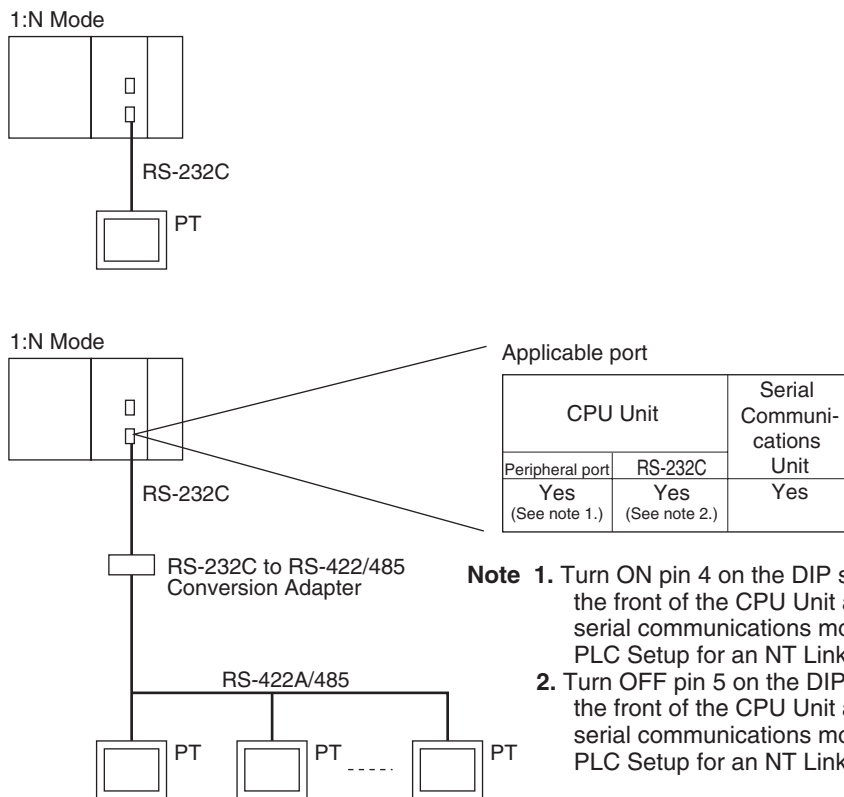 1:N Mode
RS-232C
PT
1:N Mode
Applicable port
CPU Unit
Serial
Communi-
cations
Unit
Peripheral port
RS-232C
Yes
(See note 1.)
Yes
(See note 2.)
Yes
RS-232C
RS-232C to RS-422/485
Conversion Adapter
RS-422A/485
PT
PT
PT
Note 1. Turn ON pin 4 on the DIP s
the front of the CPU Unit a
serial communications mo
PLC Setup for an NT Link
2. Turn OFF pin 5 on the DIP
the front of the CPU Unit a
serial communications mo
PLC Setup for an NT Link